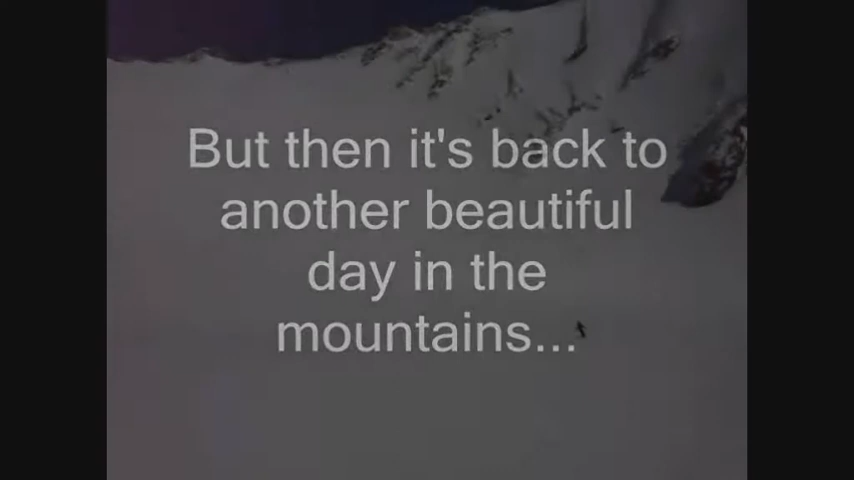 But then it's back to
another beautiful
day in the
mountains...